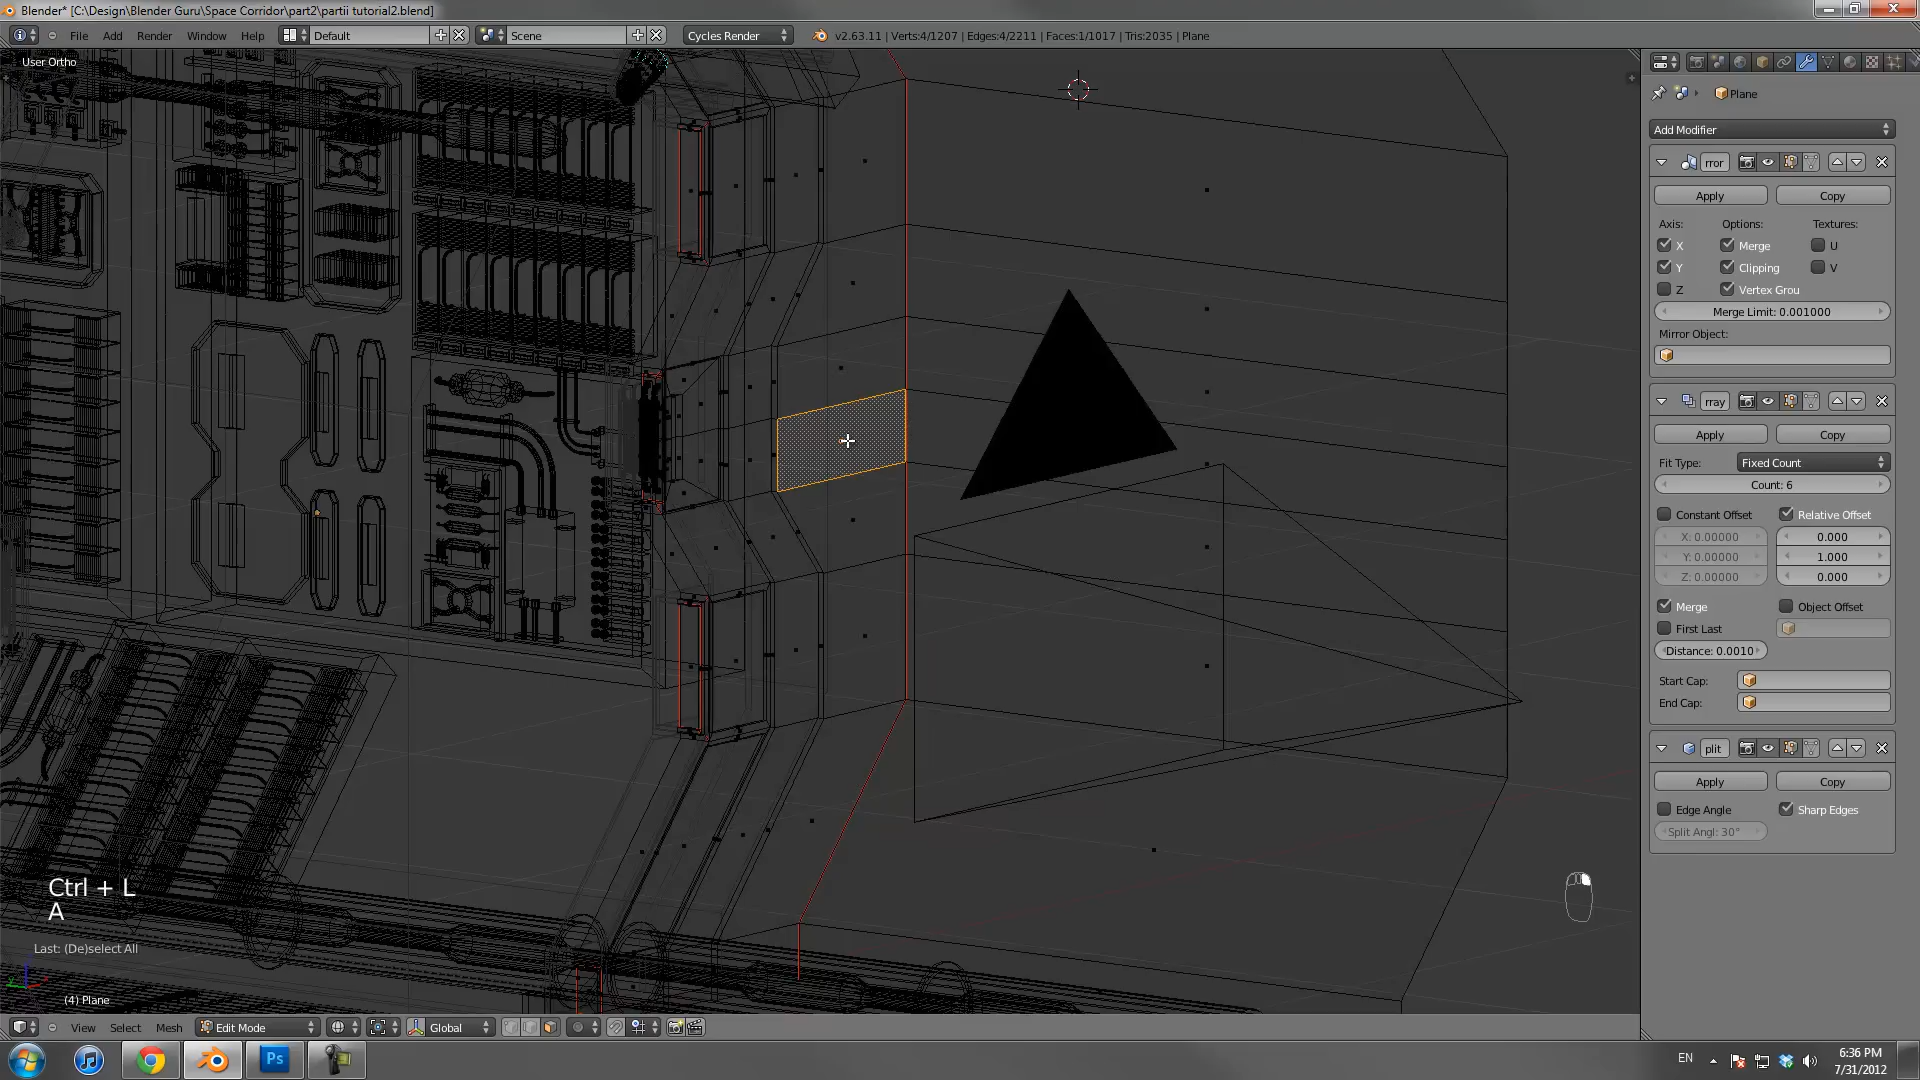 Blender* [C:\Design\Blender Guru\Space Corridor\part2\partii tutorial2.blend]
File Add Render Window Help Default Scene Cycles Render v2.63.11 | Verts:4/1207 | Edges:4/2211 | Faces:1/1017 | Tris:2035 | Plane
User Ortho
Plane
Add Modifier
rror
Apply Copy
Axis: Options: Textures:
X Merge U
Y Clipping V
Z Vertex Grou
Merge Limit: 0.001000
Mirror Object:
rray
Apply Copy
Fit Type: Fixed Count
Count: 6
Constant Offset Relative Offset
X: 0.00000 0.000
Y: 0.00000 1.000
Z: 0.00000 0.000
Merge Object Offset
First Last
Distance: 0.0010
Start Cap:
End Cap:
plit
Apply Copy
Edge Angle Sharp Edges
Split Angl: 30°
Ctrl + L
A
Last: (De)select All
(4) Plane
View Select Mesh Edit Mode Global
Ps
EN
6:36 PM
7/31/2012